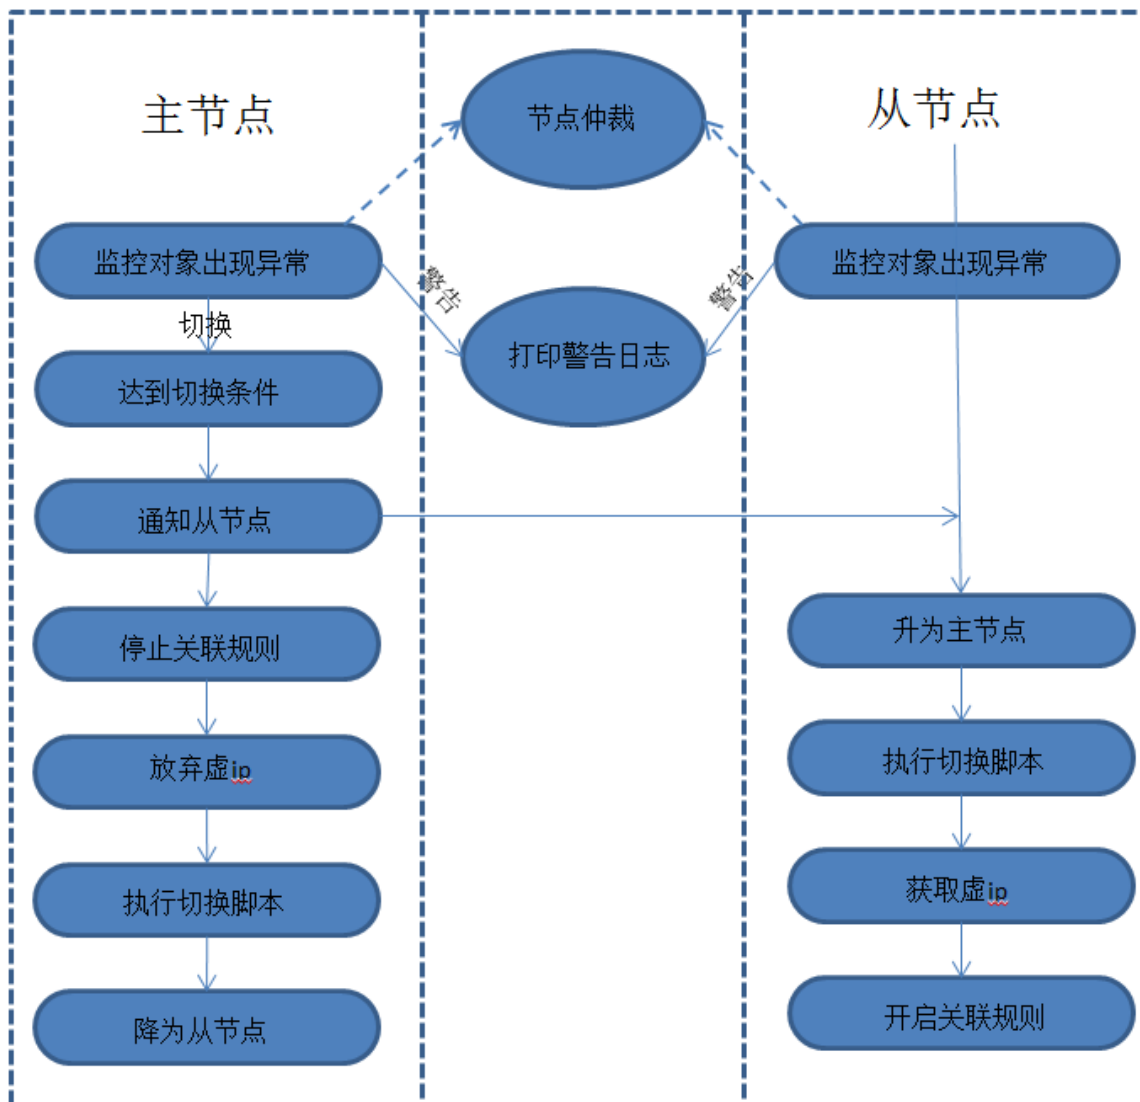 主节点
节点仲裁
从节点
监控对象出现异常
监控对象出现异常
警告
警告
切换
打印警告日志
达到切换条件
通知从节点
停止关联规则
升为主节点
放弃虚ip
执行切换脚本
执行切换脚本
获取虚ip
降为从节点
开启关联规则